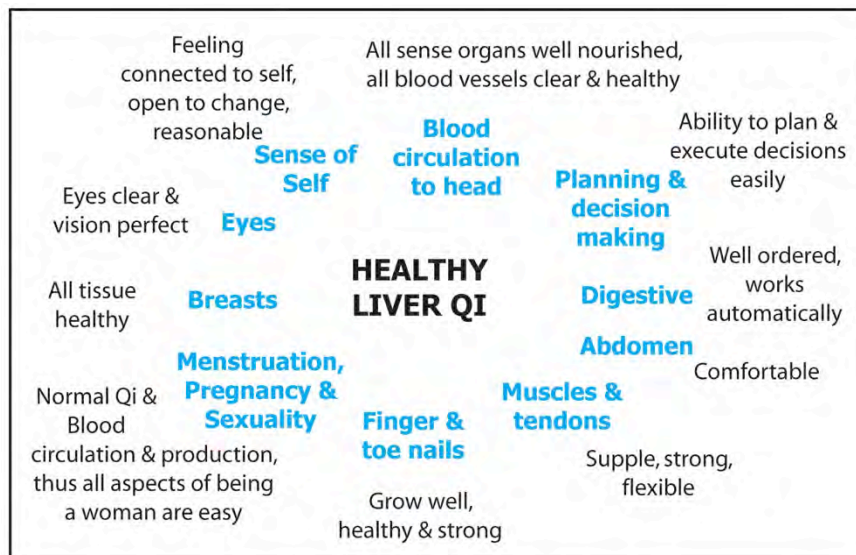 Feeling
connected to self,
open to change,
reasonable
Sense of
Self
All sense organs well nourished,
all blood vessels clear & healthy
Blood
circulation
to head
Ability to plan &
execute decisions
easily
Planning &
decision
making
Eyes clear &
vision perfect
Eyes
HEALTHY
LIVER QI
All tissue
healthy
Breasts
Digestive
Well ordered,
works
automatically
Abdomen
Comfortable
Menstruation,
Pregnancy &
Sexuality
Normal Qi &
Blood
circulation & production,
thus all aspects of being
a woman are easy
Finger &
toe nails
Grow well,
healthy & strong
Muscles &
tendons
Supple, strong,
flexible